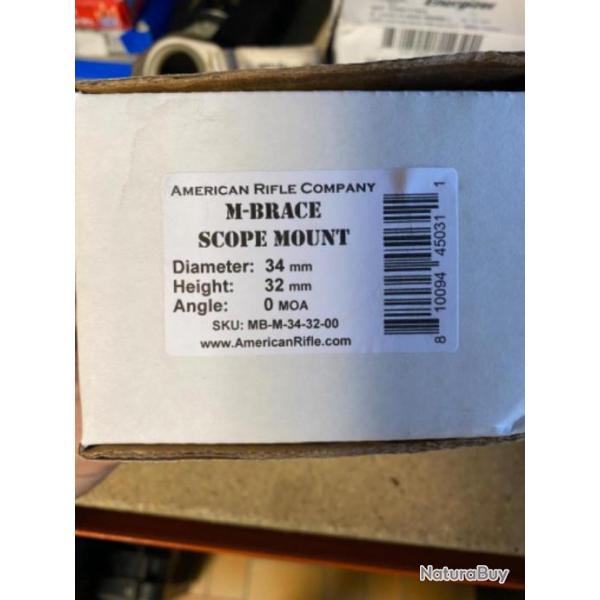 Energizer
AMERICAN RIFLE COMPANY
M-BRACE
SCOPE MOUNT
Diameter: 34 mm
Height: 32 mm
Angle: 0 MOA
SKU: MB-M-34-32-00
www.AmericanRifle.com
8 10094 45031 1
NaturaBuy